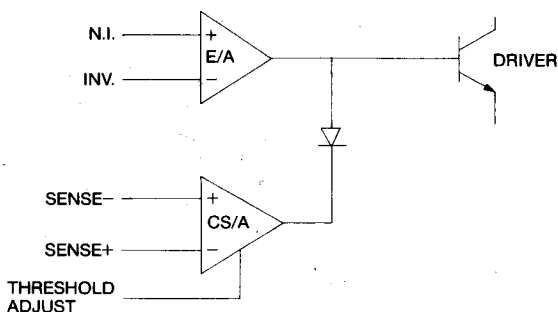 N.I.
+
E/A
INV.
−
DRIVER
SENSE−
+
CS/A
SENSE+
−
THRESHOLD
ADJUST